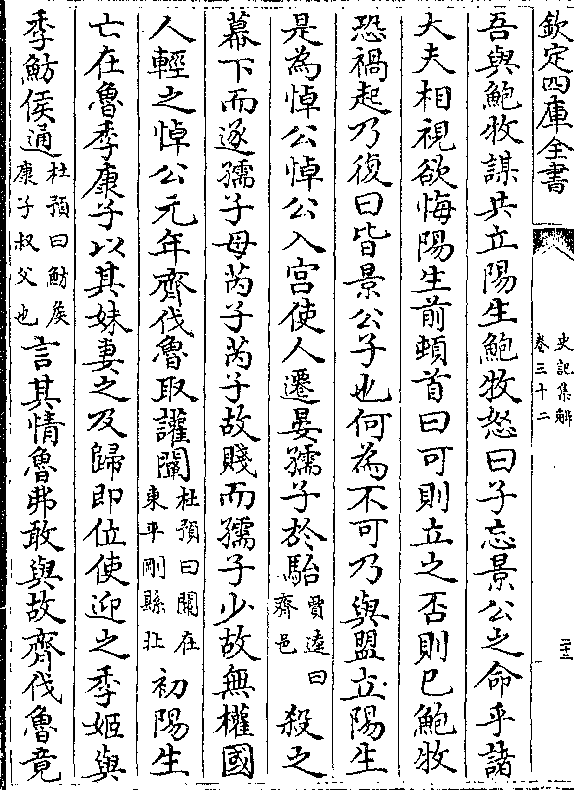 欽定四庫全書
史記集解
卷三十二
二十三
吾與鮑牧謀共立陽生鮑牧怒曰子忘景公之命乎諸
大夫相視欲悔陽生前頓首曰可則立之否則已鮑牧
恐禍起乃復曰皆景公子也何為不可乃與盟立陽生
是為悼公悼公入宮使人遷晏孺子於駘賈逵曰齊邑殺之
幕下而逐孺子母芮子芮子故賤而孺子少故無權國
人輕之悼公元年齊伐魯取讙闡杜預曰闡在東平剛縣北初陽生
亡在魯季康子以其妹妻之及歸即位使迎之季姬與
季魴侯通杜預曰魴侯康子叔父也言其情魯弗敢與故齊伐魯竟